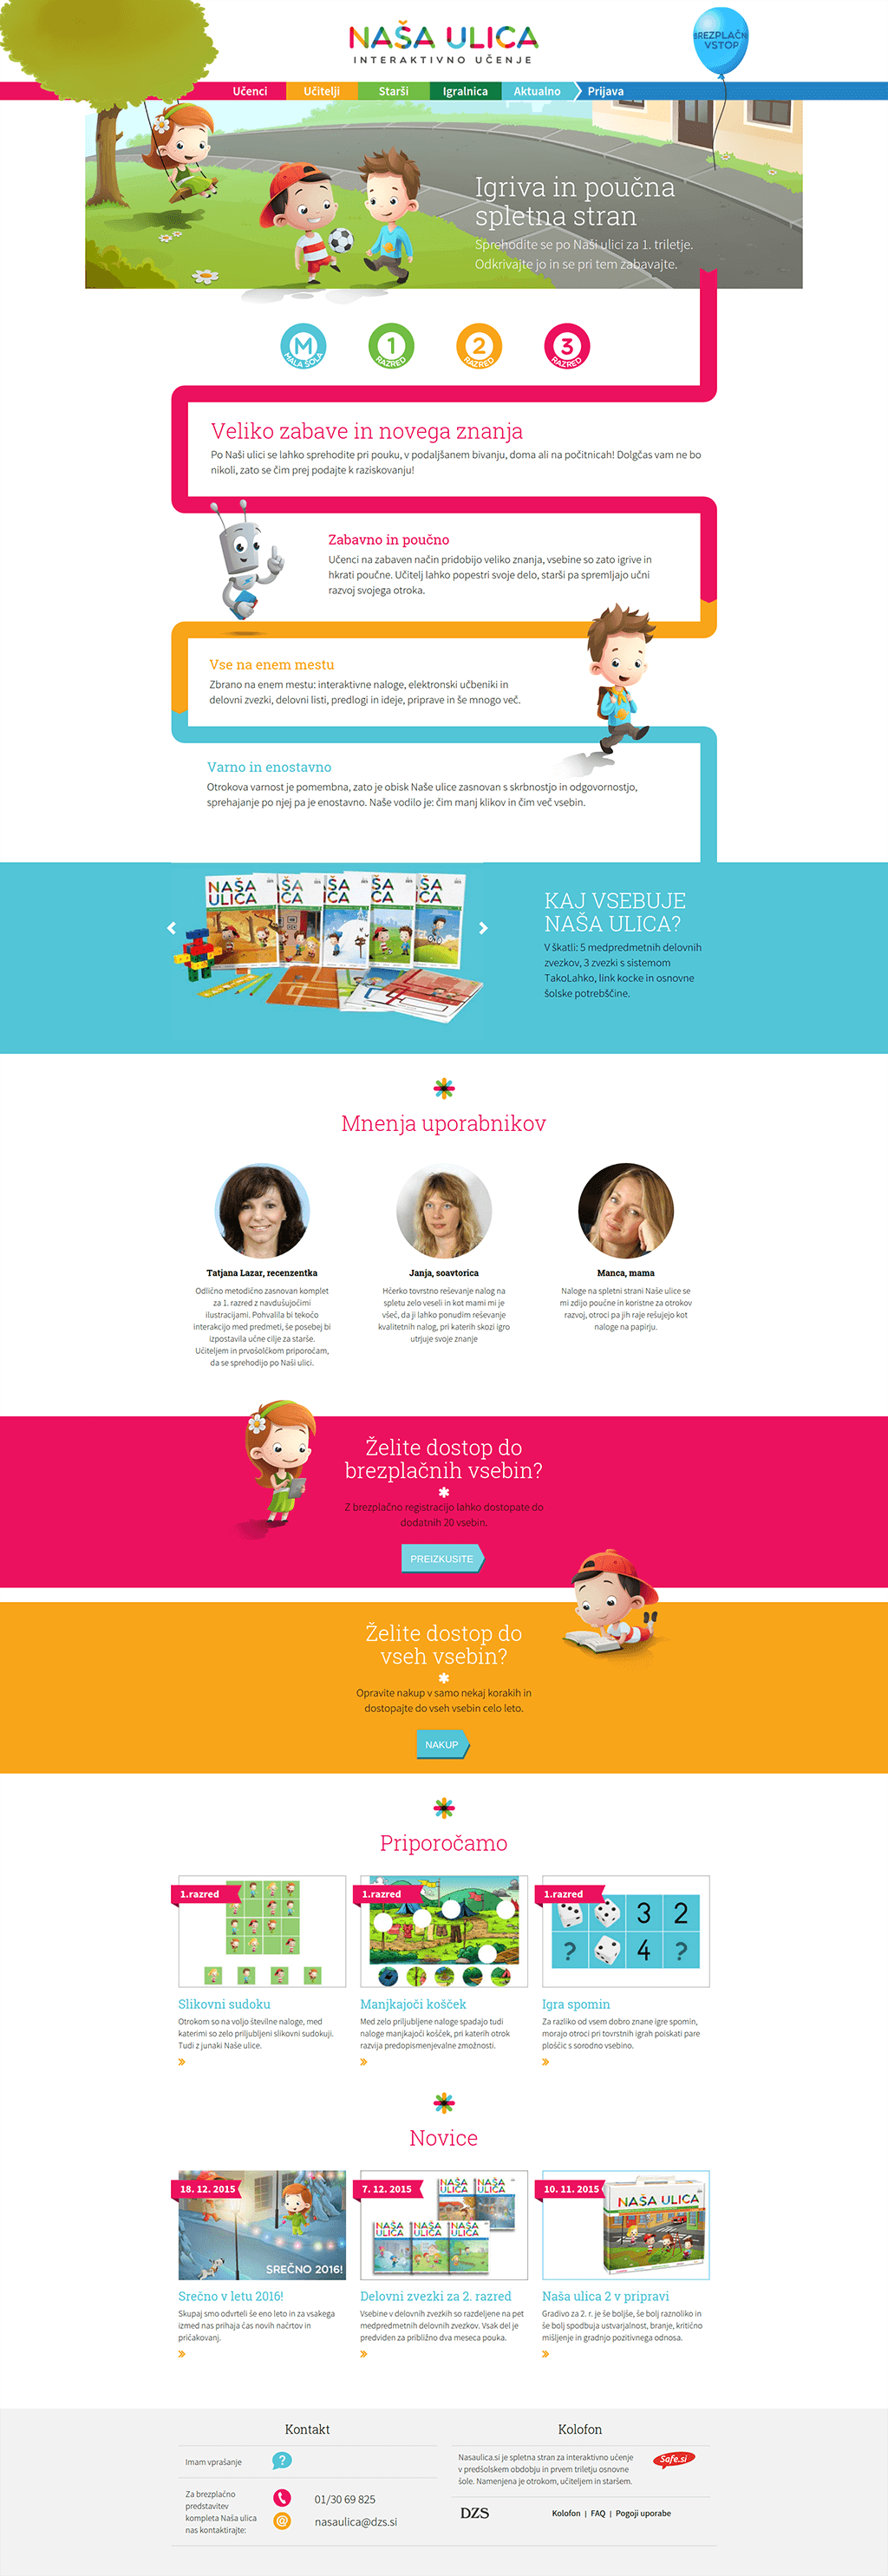 NAŠA ULICA
INTERAKTIVNO UČENJE
BREZPLAČN
VSTOP
Učenci
Učitelji
Starši
Igralnica
Aktualno
Prijava
Igriva in poučna
spletna stran
Sprehodite se po Naši ulici za 1. triletje.
Odkrivajte jo in se pri tem zabavajte.
M
MALA ŠOLA
1
RAZRED
2
RAZRED
3
RAZRED
Veliko zabave in novega znanja
Po Naši ulici se lahko sprehodite pri pouku, v podaljšanem bivanju, doma ali na počitnicah! Dolgčas vam ne bo
nikoli, zato se čim prej podajte k raziskovanju!
Zabavno in poučno
Učenci na zabaven način pridobijo veliko znanja, vsebine so zato igrive in
hkrati poučne. Učitelj lahko popestri svoje delo, starši pa spremljajo učni
razvoj svojega otroka.
Vse na enem mestu
Zbrano na enem mestu: interaktivne naloge, elektronski učbeniki in
delovni zvezki, delovni listi, predlogi in ideje, priprave in še mnogo več.
Varno in enostavno
Otrokova varnost je pomembna, zato je obisk Naše ulice zasnovan s skrbnostjo in odgovornostjo,
sprehajanje po njej pa je enostavno. Naše vodilo je: čim manj klikov in čim več vsebin.
NAŠA
ULICA
ŠA
ICA
ŠA
CA
ŠA
CA
ŠA
CA
KAJ VSEBUJE
NAŠA ULICA?
V škatli: 5 medpredmetnih delovnih
zvezkov, 3 zvezki s sistemom
TakoLahko, link kocke in osnovne
šolske potrebščine.
Mnenja uporabnikov
Tatjana Lazar, recenzentka
Odlično metodično zasnovan komplet
za 1. razred z navdušujočimi
ilustracijami. Pohvalila bi tekočo
interakcijo med predmeti, še posebej bi
izpostavila učne cilje za starše.
Učiteljem in prvošolčkom priporočam,
da se sprehodijo po Naši ulici.
Janja, soavtorica
Hčerko tovrstno reševanje nalog na
spletu zelo veseli in kot mami mi je
všeč, da ji lahko ponudim reševanje
kvalitetnih nalog, pri katerih skozi igro
utrjuje svoje znanje
Manca, mama
Naloge na spletni strani Naše ulice se
mi zdijo poučne in koristne za otrokov
razvoj, otroci pa jih raje rešujejo kot
naloge na papirju.
Želite dostop do
brezplačnih vsebin?
Z brezplačno registracijo lahko dostopate do
dodatnih 20 vsebin.
PREIZKUSITE
Želite dostop do
vseh vsebin?
Opravite nakup v samo nekaj korakih in
dostopajte do vseh vsebin celo leto.
NAKUP
Priporočamo
1.razred
Slikovni sudoku
Otrokom so na voljo številne naloge, med
katerimi so zelo priljubljeni slikovni sudokuji.
Tudi z junaki Naše ulice.
1.razred
Manjkajoči košček
Med zelo priljubljene naloge spadajo tudi
naloge manjkajoči košček, pri katerih otrok
razvija predopismenjevalne zmožnosti.
1.razred
3 2
? 4 ?
Igra spomin
Za razliko od vsem dobro znane igre spomin,
morajo otroci pri tovrstnih igrah poiskati pare
ploščic s sorodno vsebino.
Novice
18. 12. 2015
SREČNO 2016!
Srečno v letu 2016!
Skupaj smo odvrteli še eno leto in za vsakega
izmed nas prihaja čas novih načrtov in
pričakovanj.
7. 12. 2015
NAŠA
ULICA
NAŠA
ULICA
NAŠA
ULICA
NAŠA
ULICA
NAŠA
ULICA
Delovni zvezki za 2. razred
Vsebine v delovnih zvezkih so razdeljene na pet
medpredmetnih delovnih zvezkov. Vsak del je
predviden za približno dva meseca pouka.
10. 11. 2015
NAŠA ULICA
Naša ulica 2 v pripravi
Gradivo za 2. r. je še boljše, še bolj raznoliko in
še bolj spodbuja ustvarjalnost, branje, kritično
mišljenje in gradnjo pozitivnega odnosa.
Kontakt
Imam vprašanje
?
Za brezplačno
predstavitev
kompleta Naša ulica
nas kontaktirajte:
01/30 69 825
@
nasaulica@dzs.si
Kolofon
Nasaulica.si je spletna stran za interaktivno učenje
v predšolskem obdobju in prvem triletju osnovne
šole. Namenjena je otrokom, učiteljem in staršem.
Safe.si
DZS
Kolofon | FAQ | Pogoji uporabe